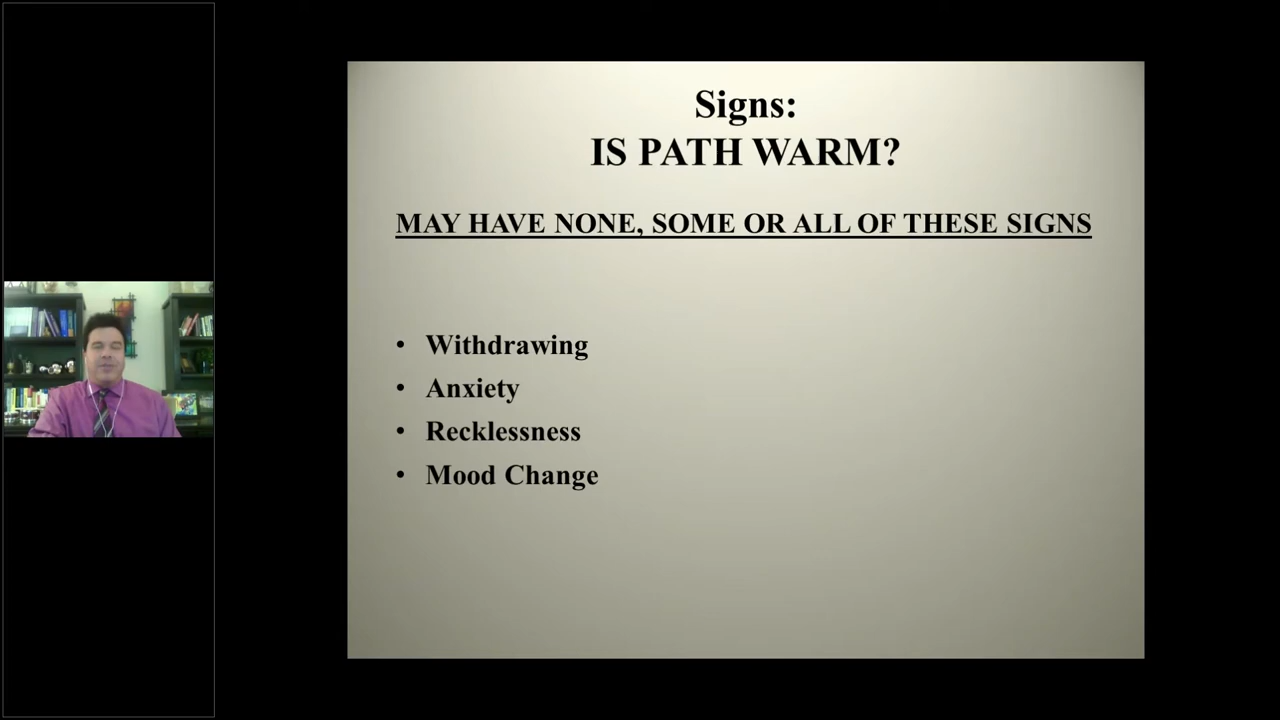 Signs:
IS PATH WARM?
MAY HAVE NONE, SOME OR ALL OF THESE SIGNS
• Withdrawing
• Anxiety
• Recklessness
• Mood Change